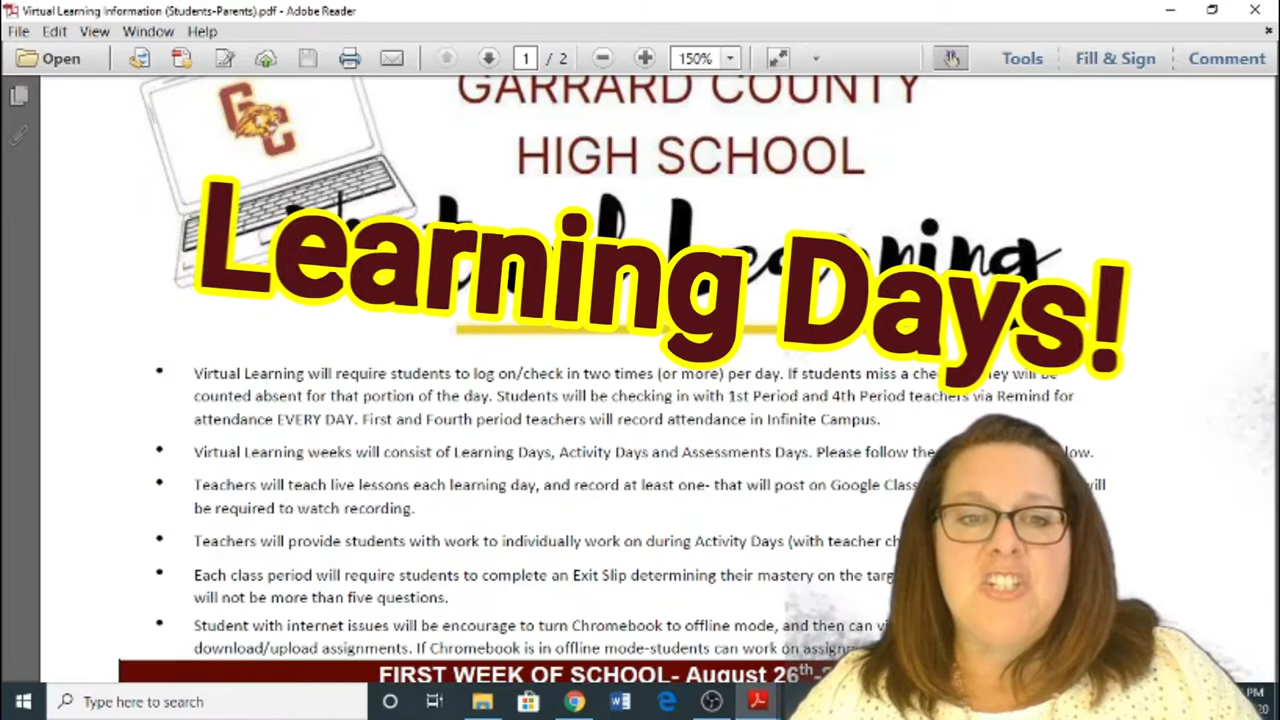 Virtual Learning Information (Students-Parents).pdf - Adobe Reader
File Edit View Window Help
Open 1 / 2 150% Tools Fill & Sign Comment
GC
GARRARD COUNTY
HIGH SCHOOL
Learning
Learning Days!
Virtual Learning will require students to log on/check in two times (or more) per day. If students miss a they will be
counted absent for that portion of the day. Students will be checking in with 1st Period and 4th Period teachers via Remind for
attendance EVERY DAY. First and Fourth period teachers will record attendance in Infinite Campus.
Virtual Learning weeks will consist of Learning Days, Activity Days and Assessments Days. Please follow the
Teachers will teach live lessons each learning day, and record at least one- that will post on Google will
be required to watch recording.
Teachers will provide students with work to individually work on during Activity Days (with teacher
Each class period will require students to complete an Exit Slip determining their mastery on the
will not be more than five questions.
Student with internet issues will be encourage to turn Chromebook to offline mode, and then can
download/upload assignments. If Chromebook is in offline mode-students can work on
FIRST WEEK OF SCHOOL- August 26th
Type here to search